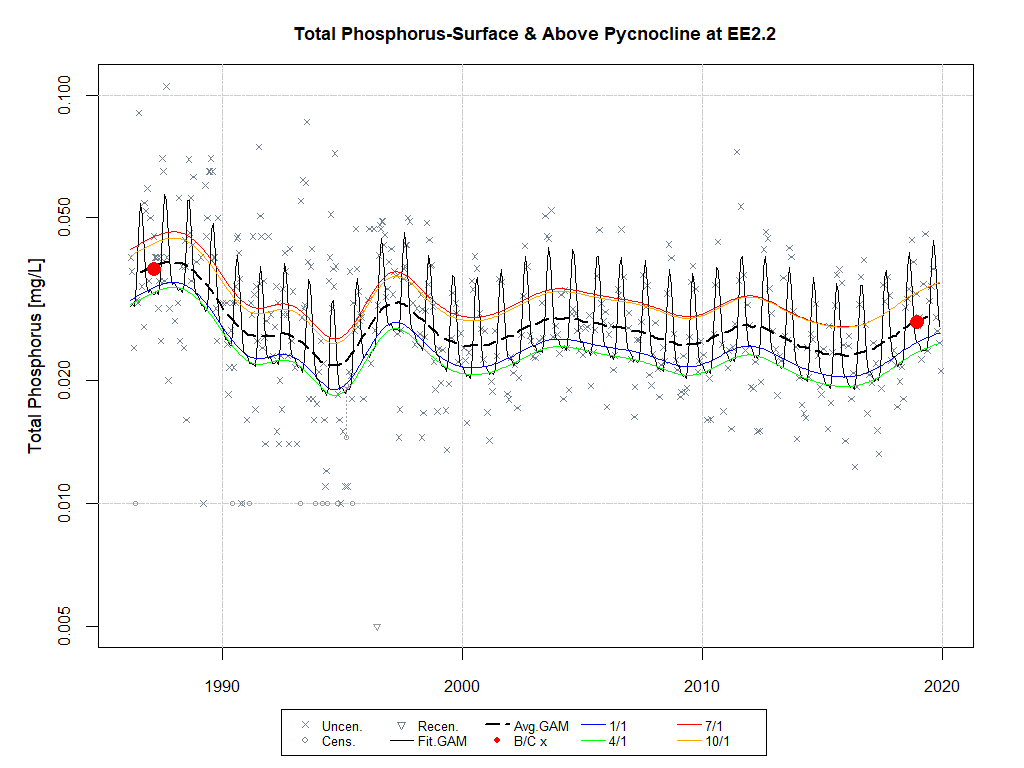 Total Phosphorus-Surface & Above Pycnocline at EE2.2
Total Phosphorus [mg/L]
0.100
0.050
0.020
0.010
0.005
1990 2000 2010 2020
Uncen. Recen. Avg.GAM 1/1 7/1
Cens. Fit.GAM B/C x 4/1 10/1